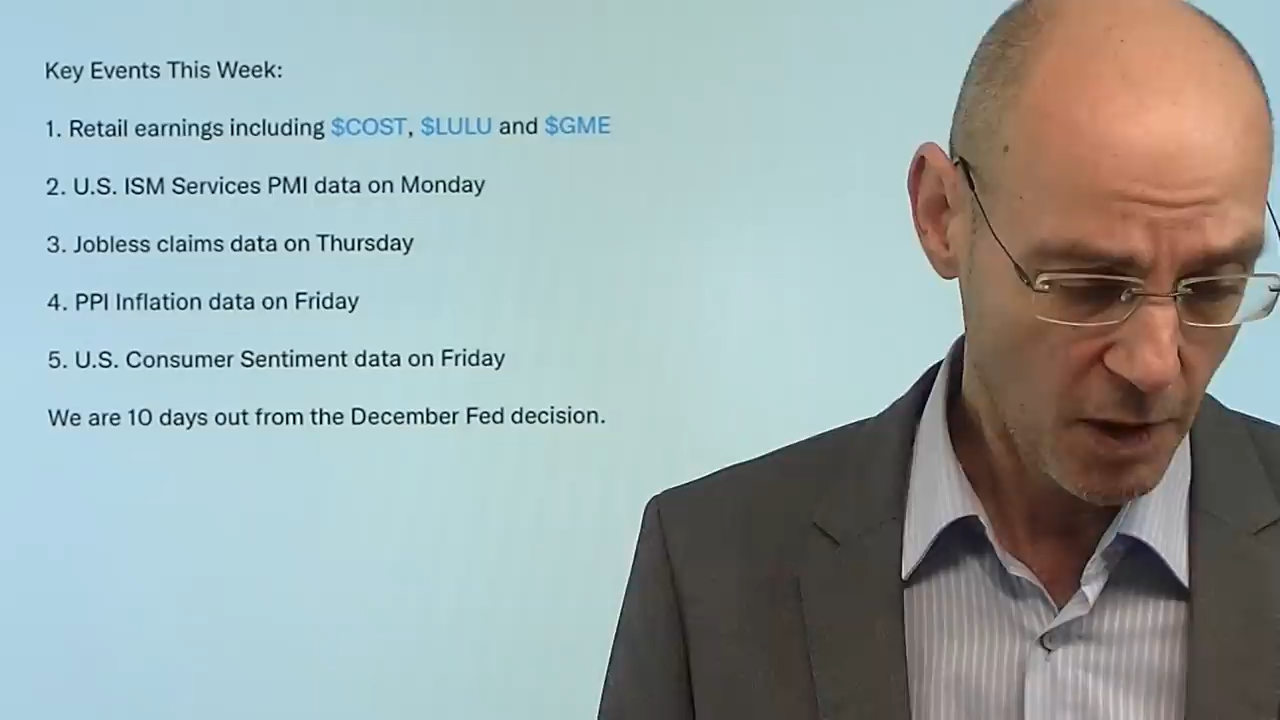 Key Events This Week:
1. Retail earnings including $COST, $LULU and $GME
2. U.S. ISM Services PMI data on Monday
3. Jobless claims data on Thursday
4. PPI Inflation data on Friday
5. U.S. Consumer Sentiment data on Friday
We are 10 days out from the December Fed decision.